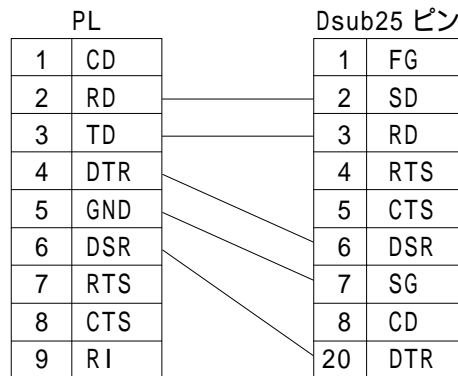 PL Dsub25 ピン
1 CD 1 FG
2 RD 2 SD
3 TD 3 RD
4 DTR 4 RTS
5 GND 5 CTS
6 DSR 6 DSR
7 RTS 7 SG
8 CTS 8 CD
9 RI 20 DTR